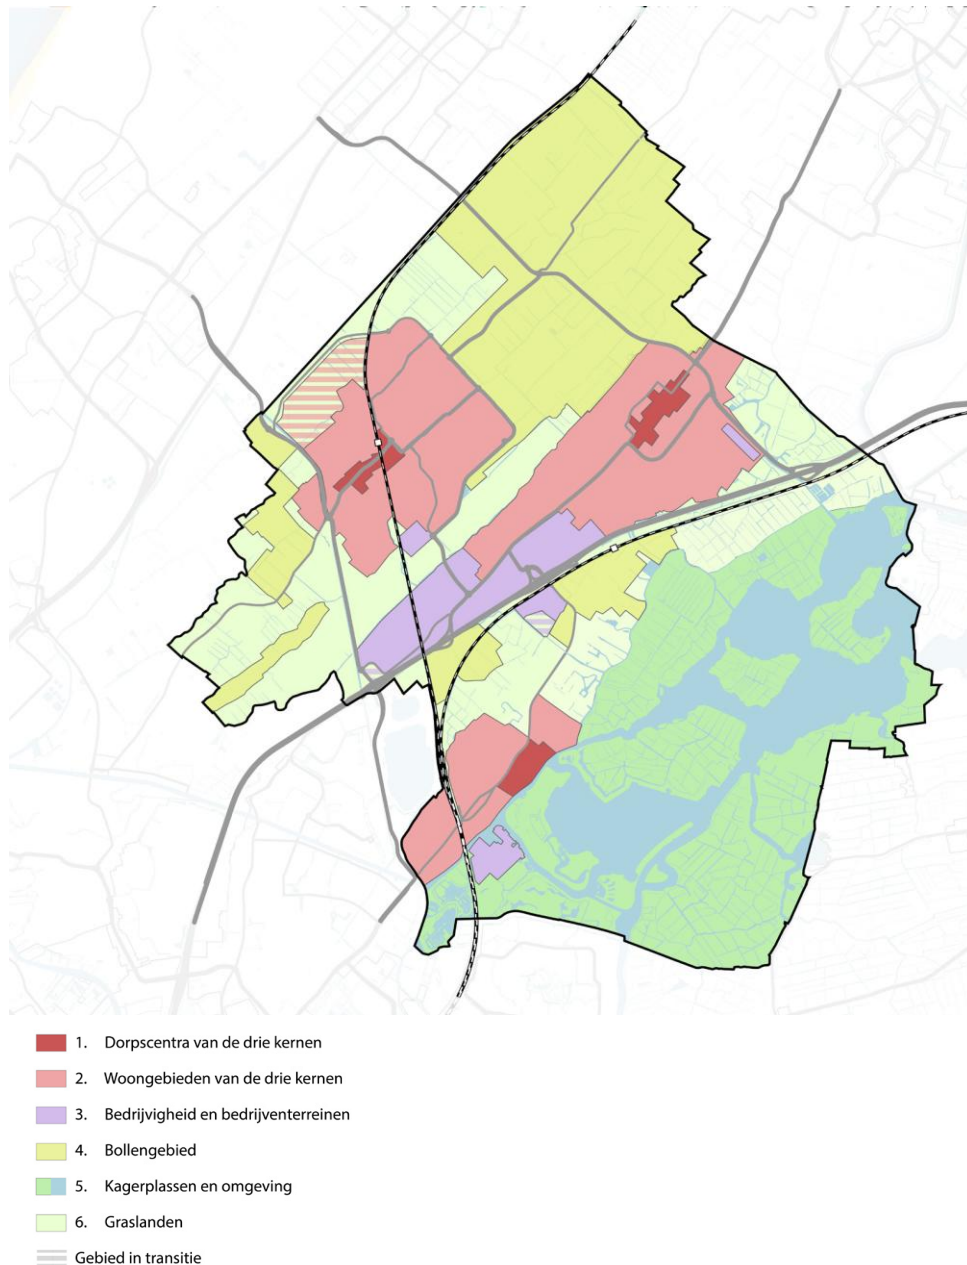 1. Dorpscentra van de drie kernen
2. Woongebieden van de drie kernen
3. Bedrijvigheid en bedrijventerreinen
4. Bollengebied
5. Kagerplassen en omgeving
6. Graslanden
Gebied in transitie